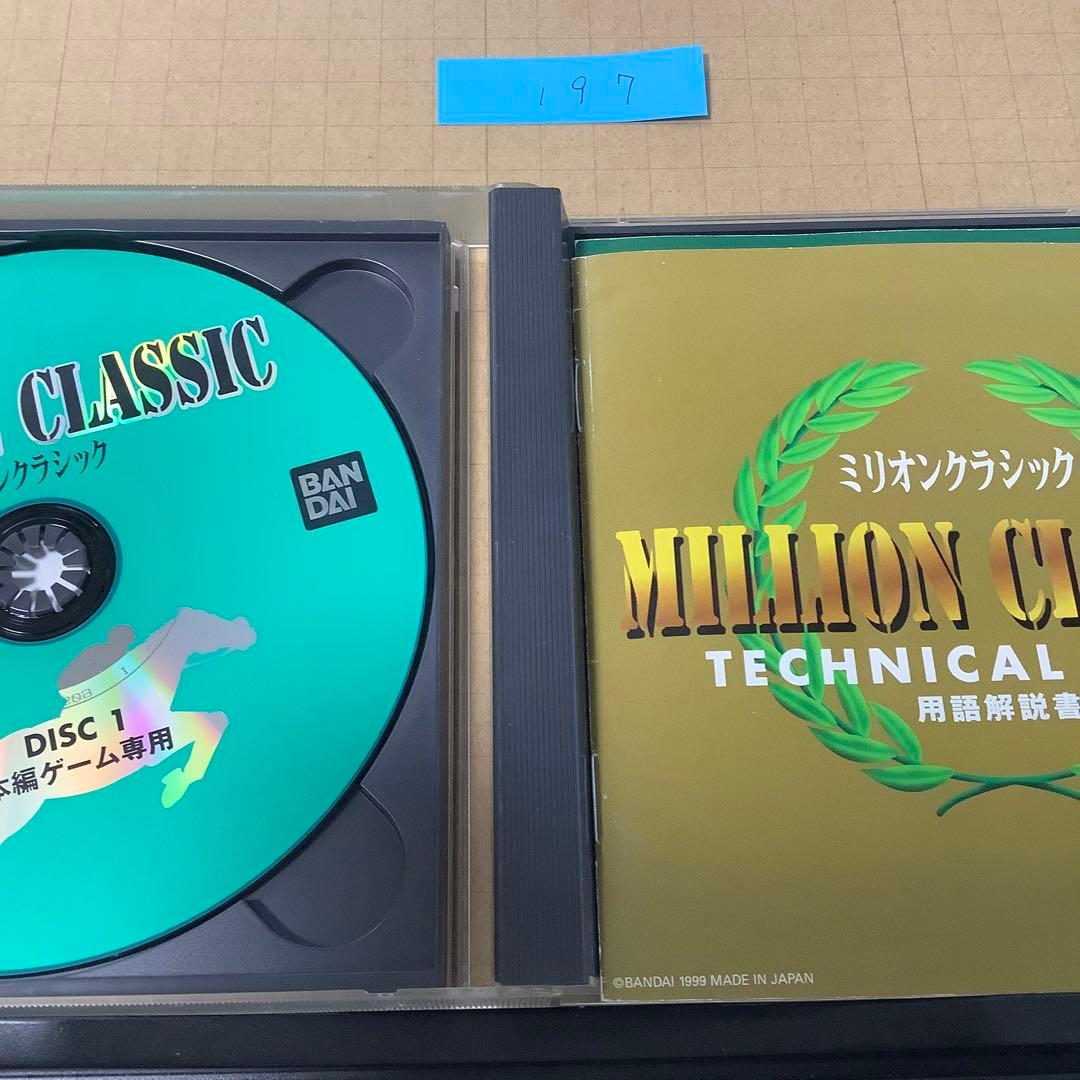 197
CLASSIC
ンクラシック
BAN
DAI
DISC 1
本編ゲーム専用
ミリオンクラシック
MILLION CL
TECHNICAL
用語解説書
©BANDAI 1999 MADE IN JAPAN